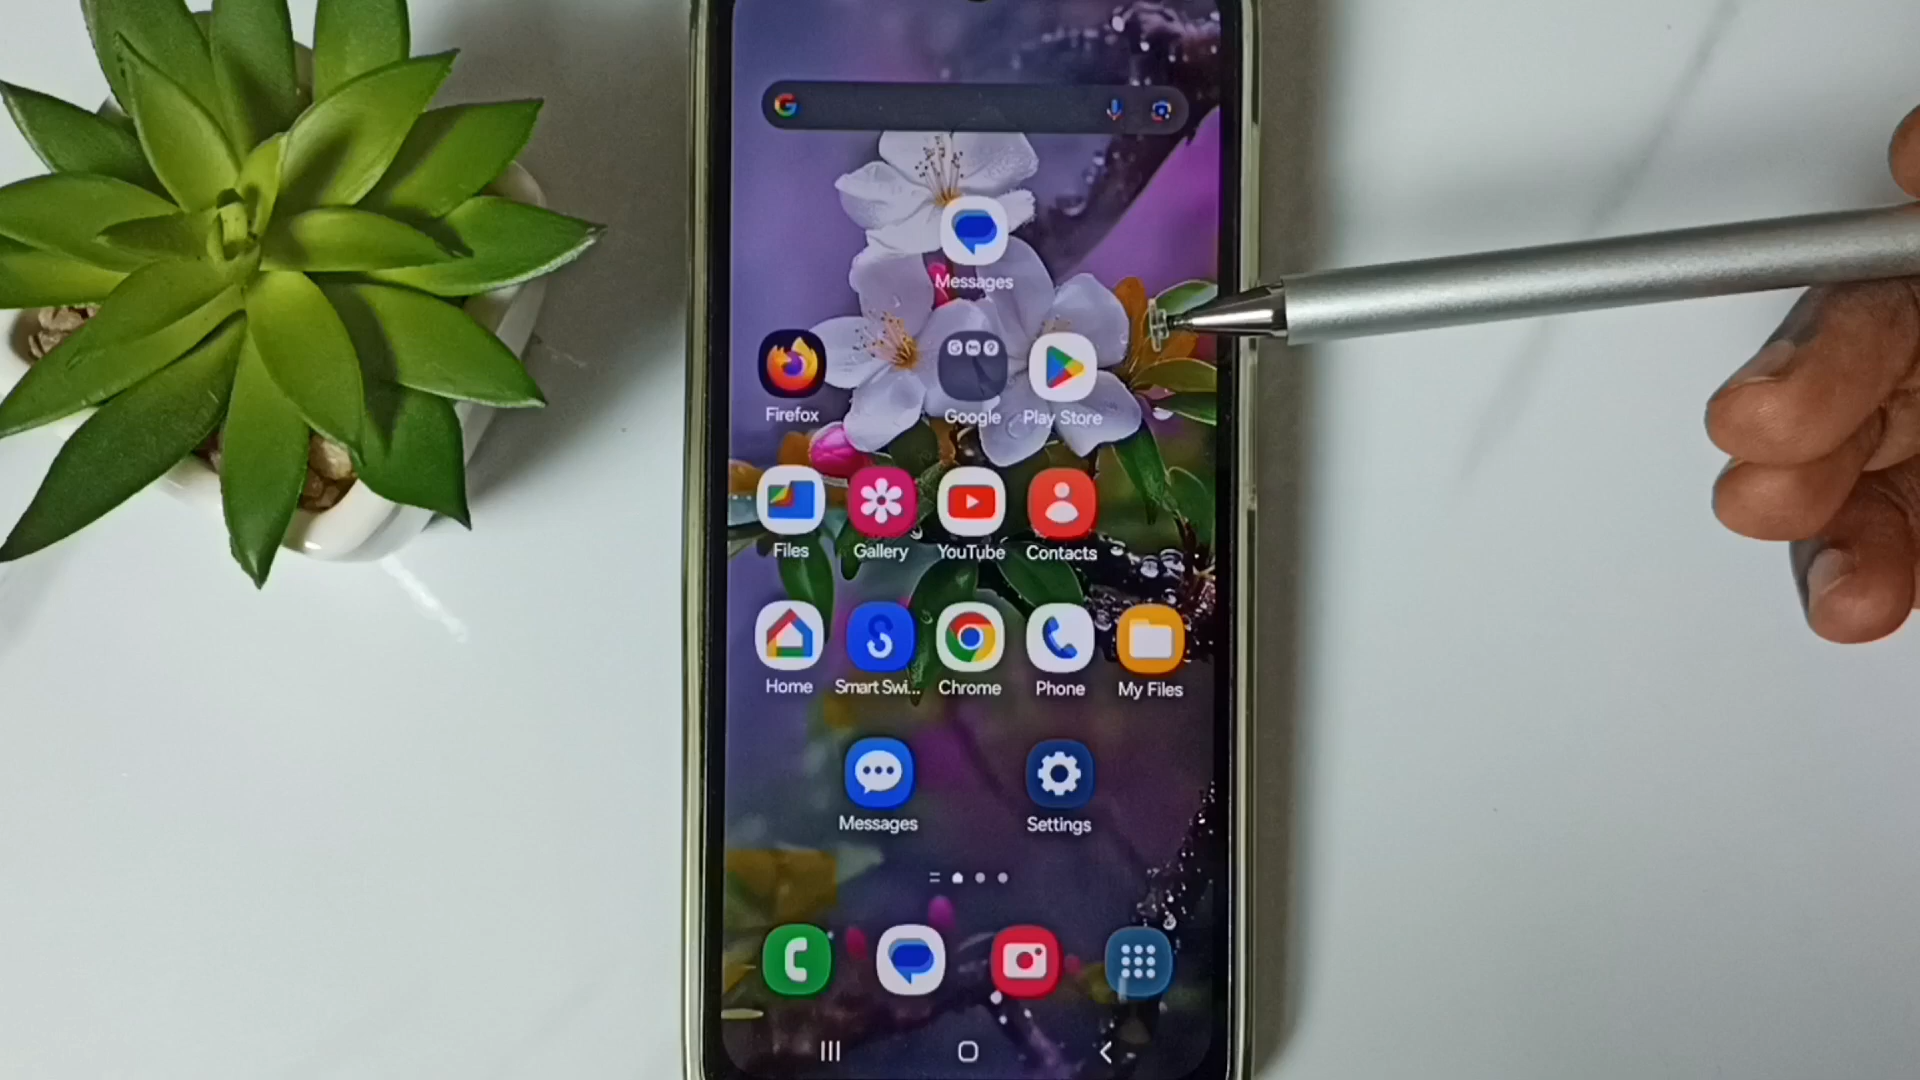 Messages
Firefox
Google
Play Store
Files
Gallery
YouTube
Contacts
Home
Smart Swi...
Chrome
Phone
My Files
Messages
Settings